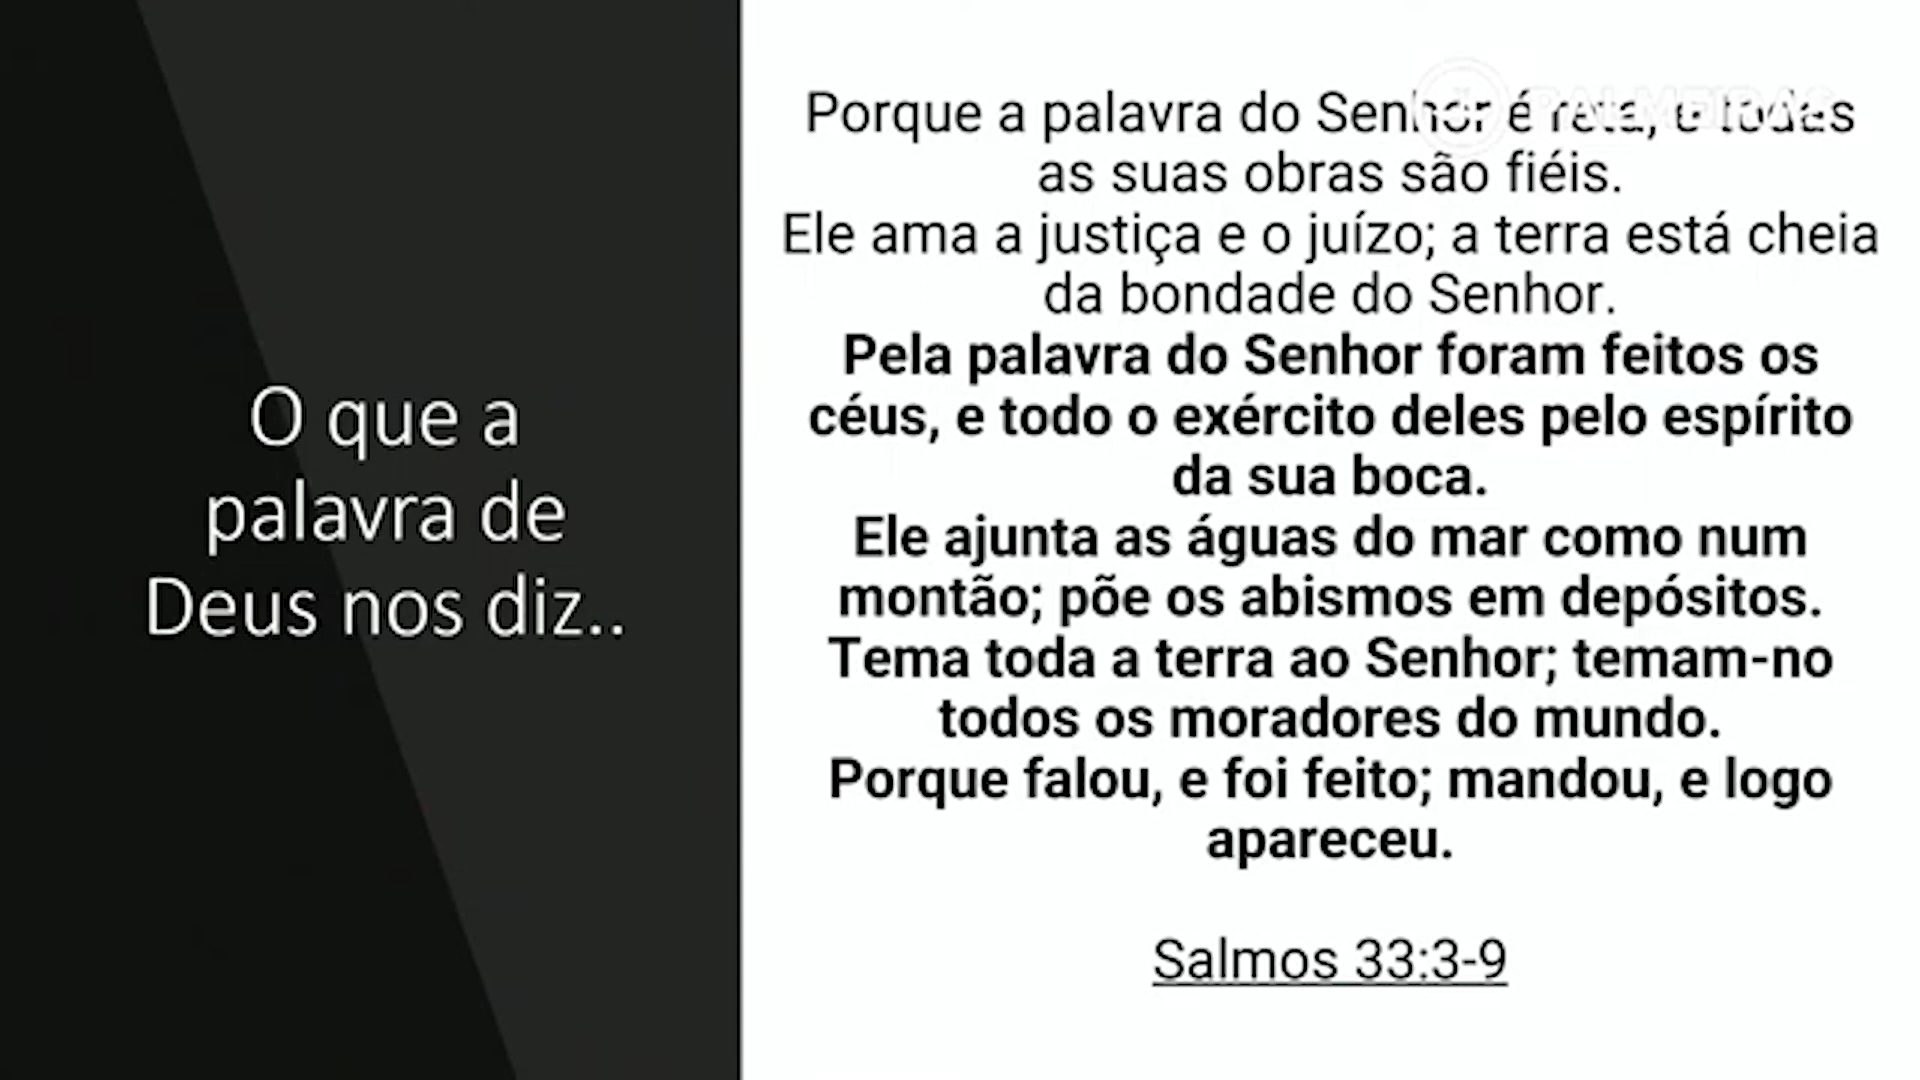 O que a
palavra de
Deus nos diz..
PALMEIRAS
Porque a palavra do Senhor é reta, e todas
as suas obras são fiéis.
Ele ama a justiça e o juízo; a terra está cheia
da bondade do Senhor.
Pela palavra do Senhor foram feitos os
céus, e todo o exército deles pelo espírito
da sua boca.
Ele ajunta as águas do mar como num
montão; põe os abismos em depósitos.
Tema toda a terra ao Senhor; temam-no
todos os moradores do mundo.
Porque falou, e foi feito; mandou, e logo
apareceu.
Salmos 33:3-9